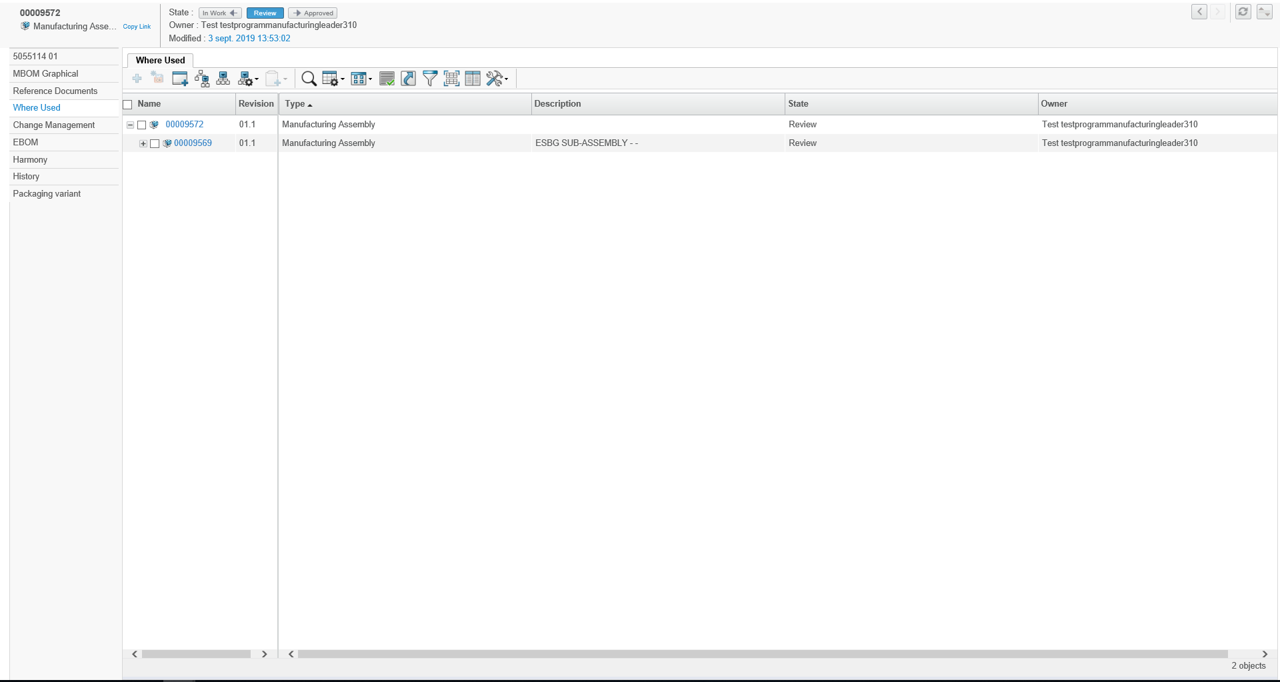 00009572
Manufacturing Asse... Copy Link
State : In Work Review Approved
Owner : Test testprogrammanufacturingleader310
Modified : 3 sept. 2019 13:53:02
5055114 01
MBOM Graphical
Reference Documents
Where Used
Change Management
EBOM
Harmony
History
Packaging variant
Where Used
Name Revision Type Description State Owner
00009572 01.1 Manufacturing Assembly Review Test testprogrammanufacturingleader310
00009569 01.1 Manufacturing Assembly ESBG SUB-ASSEMBLY - - Review Test testprogrammanufacturingleader310
2 objects